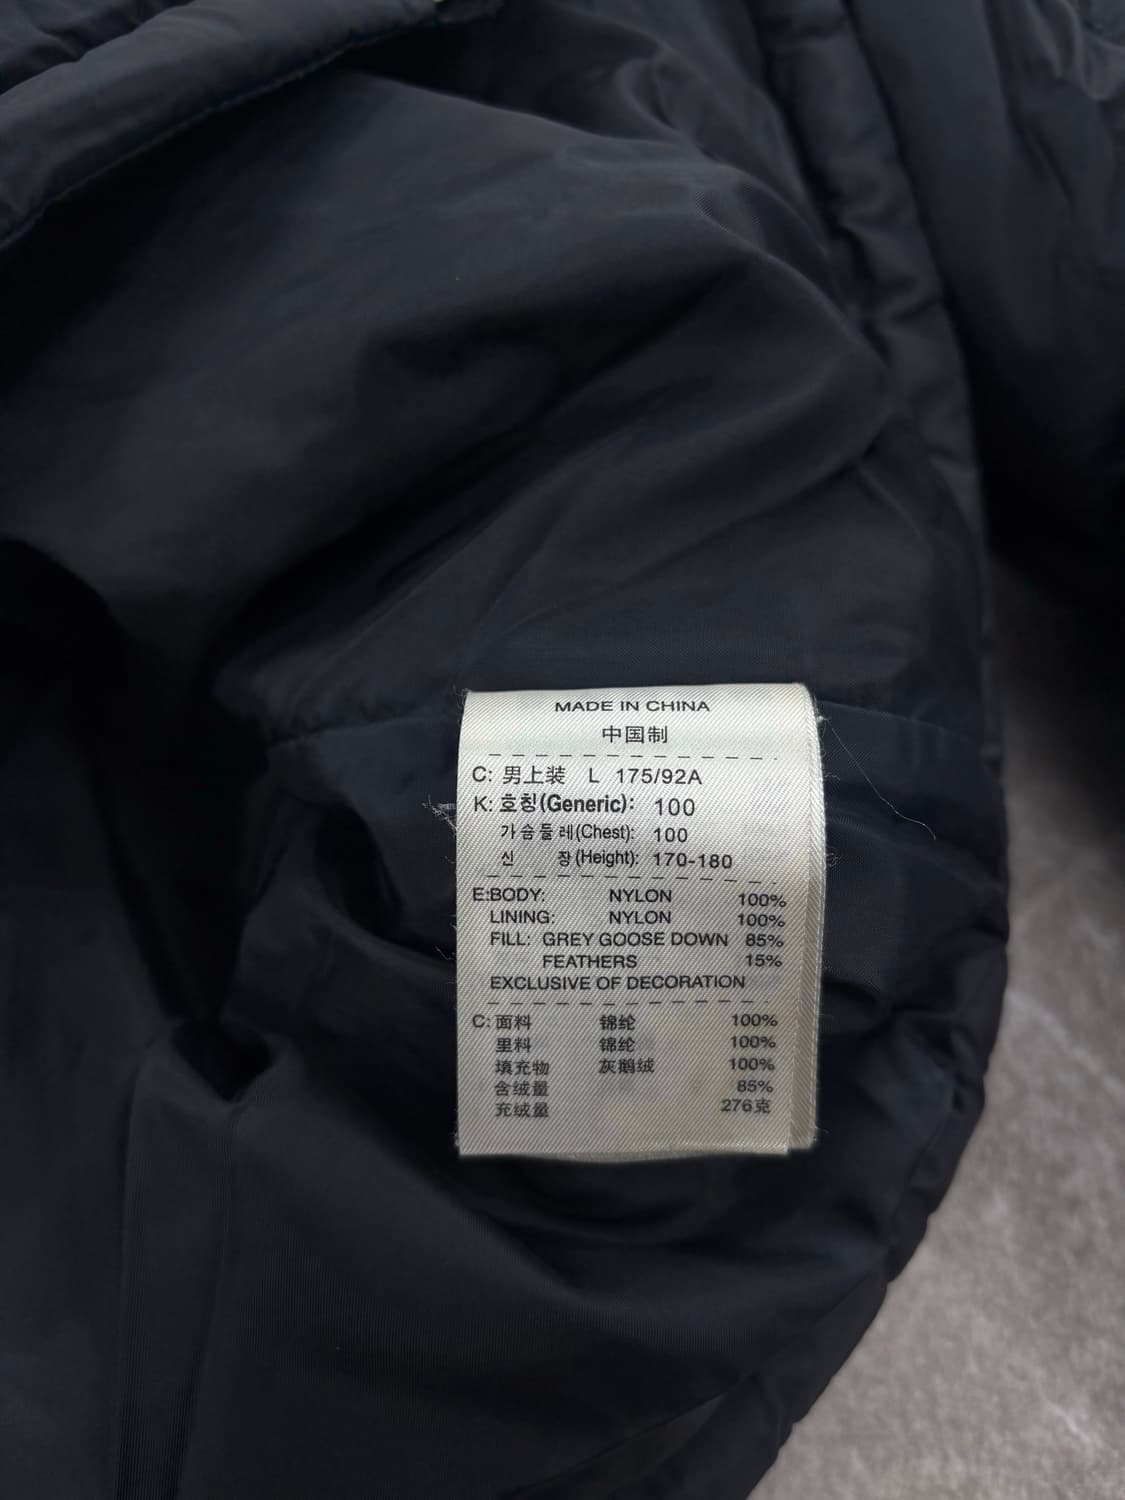 MADE IN CHINA
中国制
C: 男上装 L 175/92A
K: 호칭(Generic): 100
가슴둘레(Chest): 100
신 장(Height): 170-180
E:BODY: NYLON 100%
LINING: NYLON 100%
FILL: GREY GOOSE DOWN 85%
FEATHERS 15%
EXCLUSIVE OF DECORATION
C: 面料 锦纶 100%
里料 锦纶 100%
填充物 灰鹅绒 100%
含绒量 85%
充绒量 276克